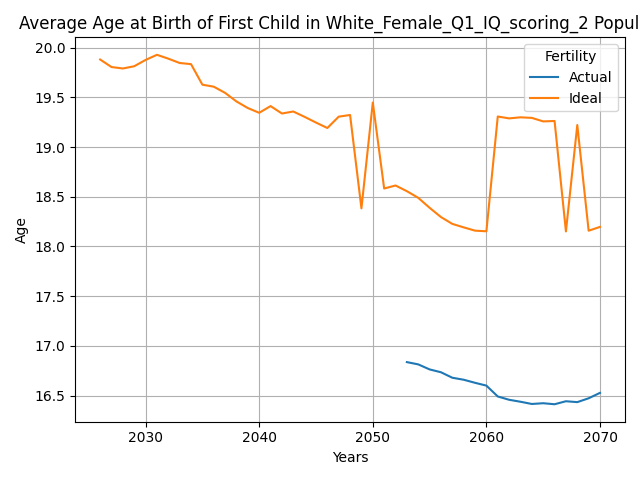 Average Age at Birth of First Child in White_Female_Q1_IQ_scoring_2 Popul
20.0
19.5
19.0
18.5
18.0
17.5
17.0
16.5
Age
Fertility
Actual
Ideal
2030 2040 2050 2060 2070
Years